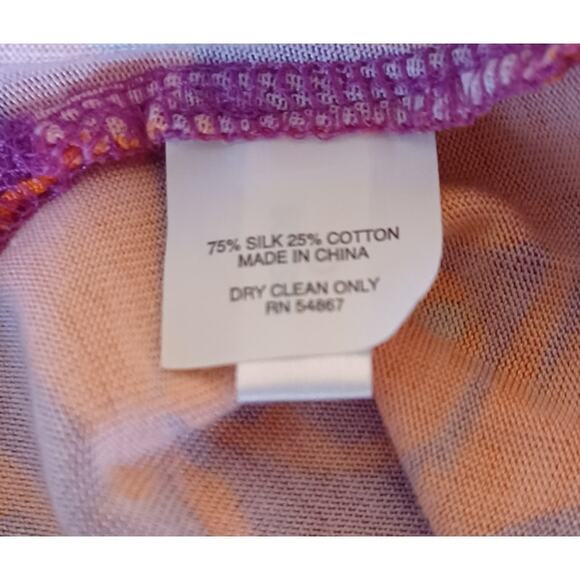 75% SILK 25% COTTON
MADE IN CHINA
DRY CLEAN ONLY
RN 54867